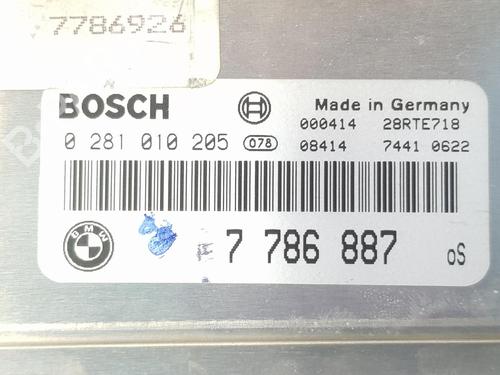 7786926
BOSCH
Made in Germany
0 281 010 205 078
000414 28RTE718
08414 7441 0622
BMW
7 786 887 oS